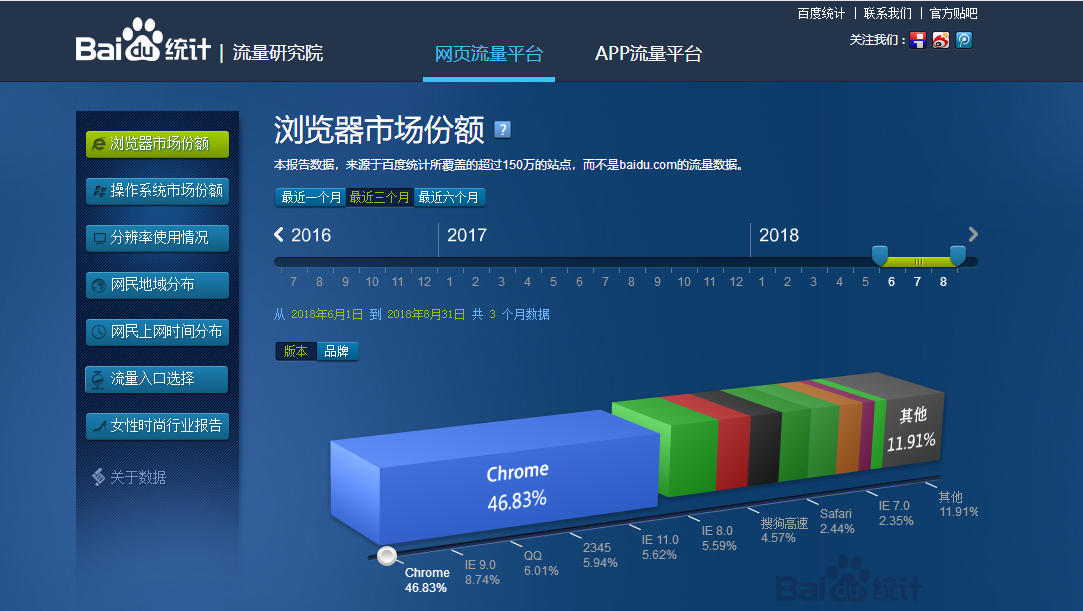 百度统计 | 联系我们 | 官方贴吧
关注我们：
Baidu统计 | 流量研究院
网页流量平台 APP流量平台
浏览器市场份额
操作系统市场份额
分辨率使用情况
网民地域分布
网民上网时间分布
流量入口选择
女性时尚行业报告
关于数据
浏览器市场份额 ?
本报告数据，来源于百度统计所覆盖的超过150万的站点，而不是baidu.com的流量数据。
最近一个月 最近三个月 最近六个月
2016 2017 2018
7 8 9 10 11 12 1 2 3 4 5 6 7 8 9 10 11 12 1 2 3 4 5 6 7 8
从 2018年6月1日 到 2018年8月31日 共 3 个月数据
版本 品牌
Chrome
46.83%
其他
11.91%
Chrome
46.83%
IE 9.0
8.74%
QQ
6.01%
2345
5.94%
IE 11.0
5.62%
IE 8.0
5.59%
搜狗高速
4.57%
Safari
2.44%
IE 7.0
2.35%
其他
11.91%
Baidu统计